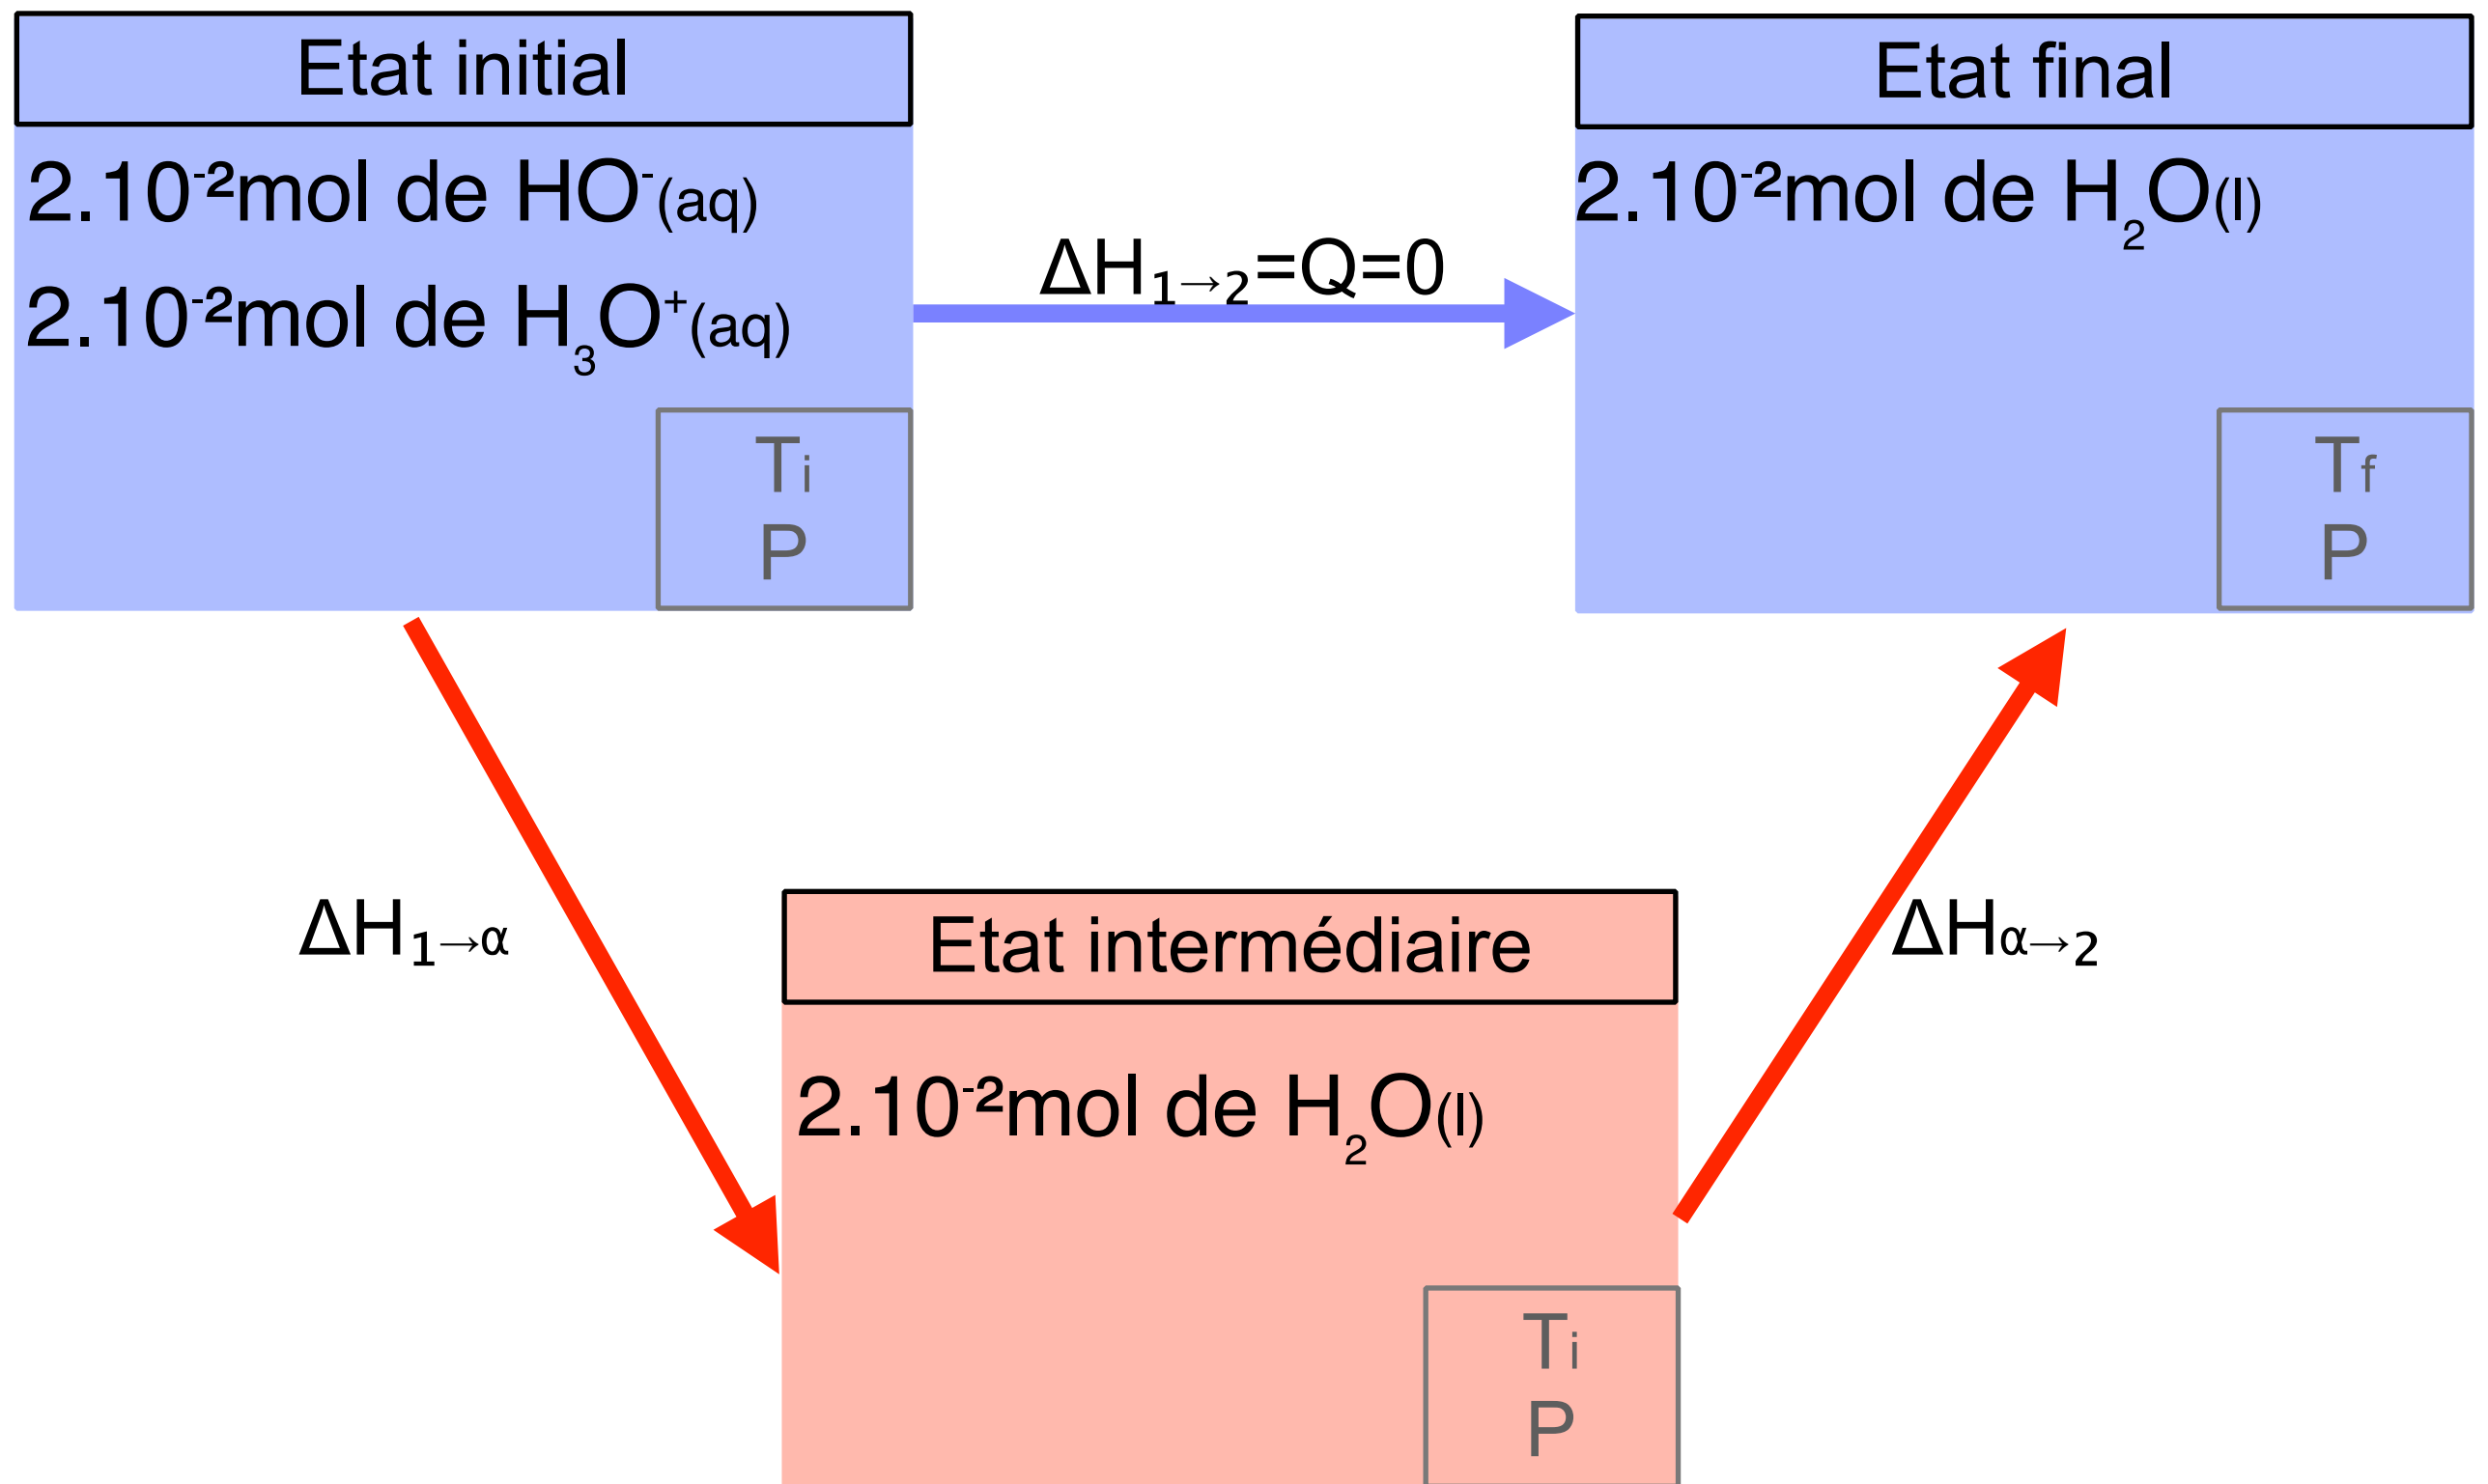 Etat initial
2.10⁻²mol de HO⁻(aq)
2.10⁻²mol de H₃O⁺(aq)
Ti
P
ΔH₁→₂=Q=0
Etat final
2.10⁻²mol de H₂O(l)
Tf
P
ΔH₁→α
Etat intermédiaire
2.10⁻²mol de H₂O(l)
Ti
P
ΔHα→₂